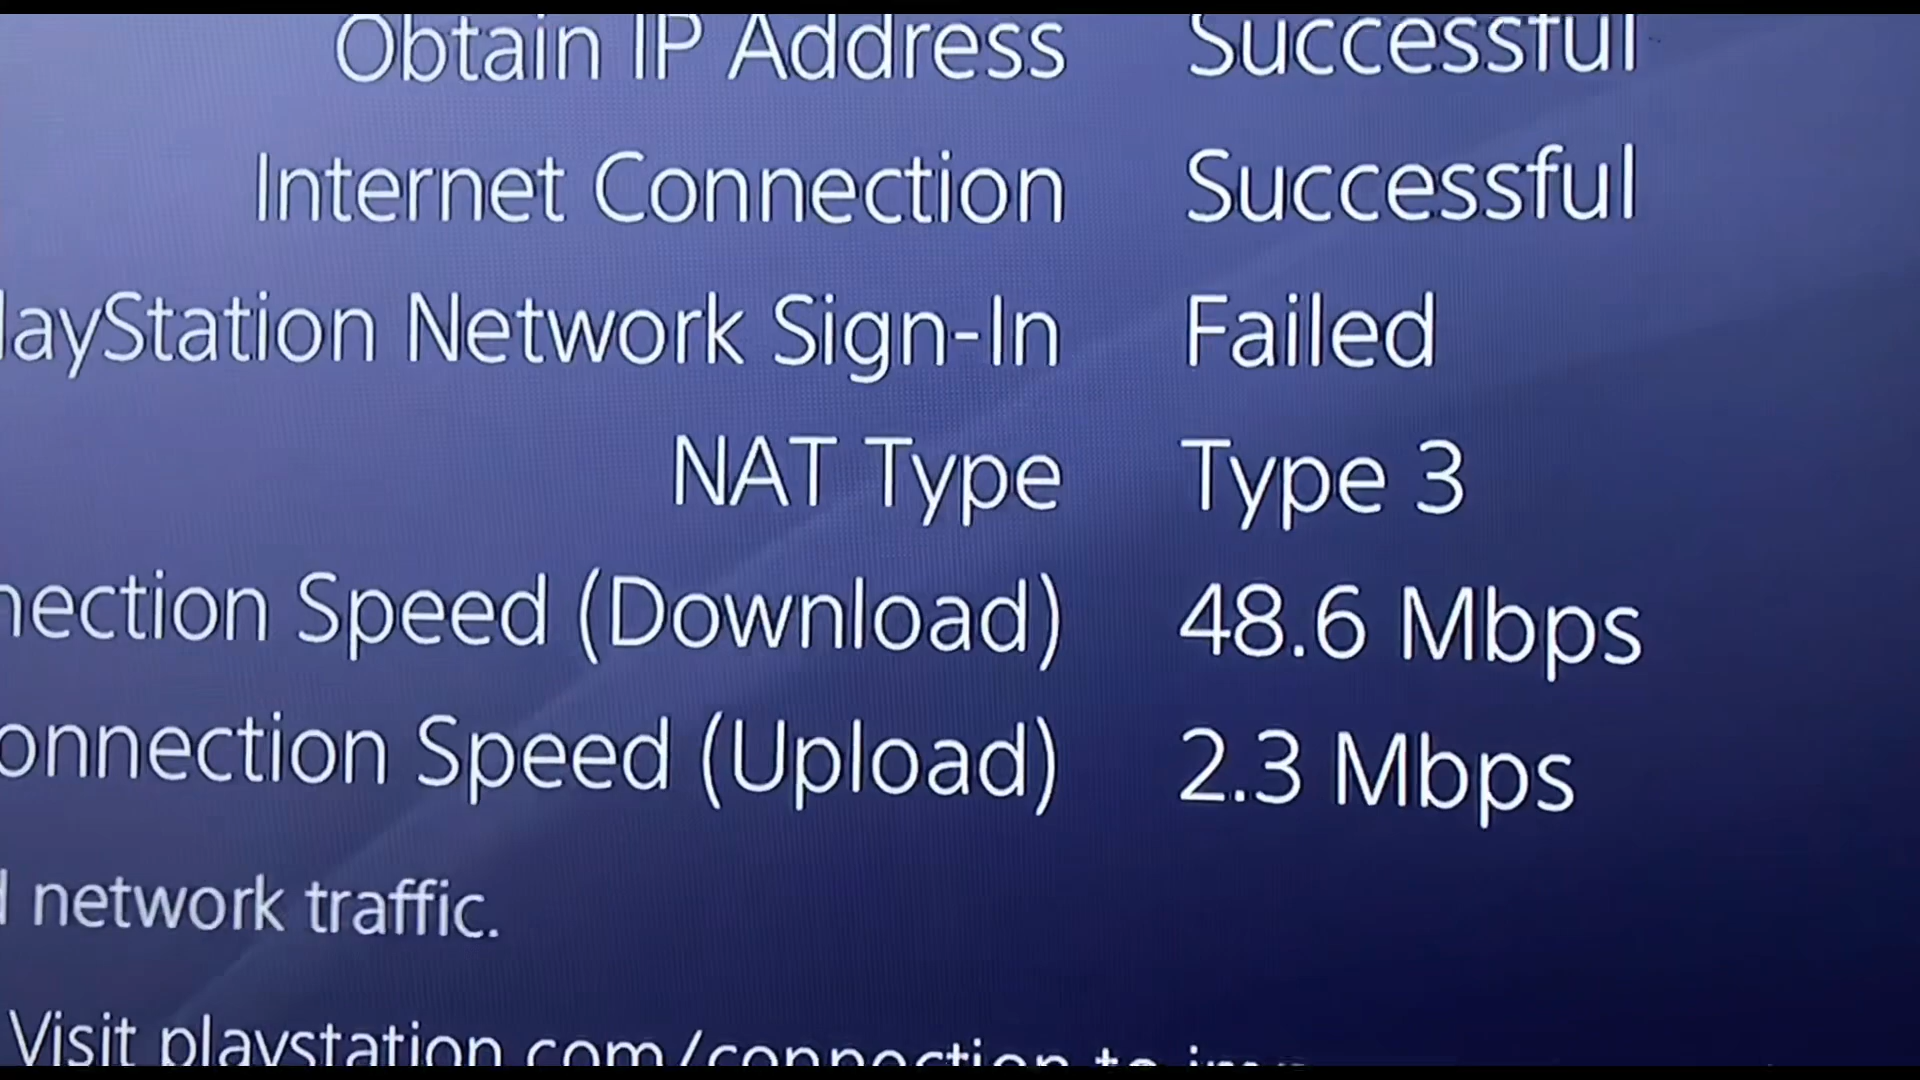 Obtain IP Address Successful
Internet Connection Successful
layStation Network Sign-In Failed
NAT Type Type 3
nection Speed (Download) 48.6 Mbps
onnection Speed (Upload) 2.3 Mbps
network traffic.
Visit playstation.com/connection to